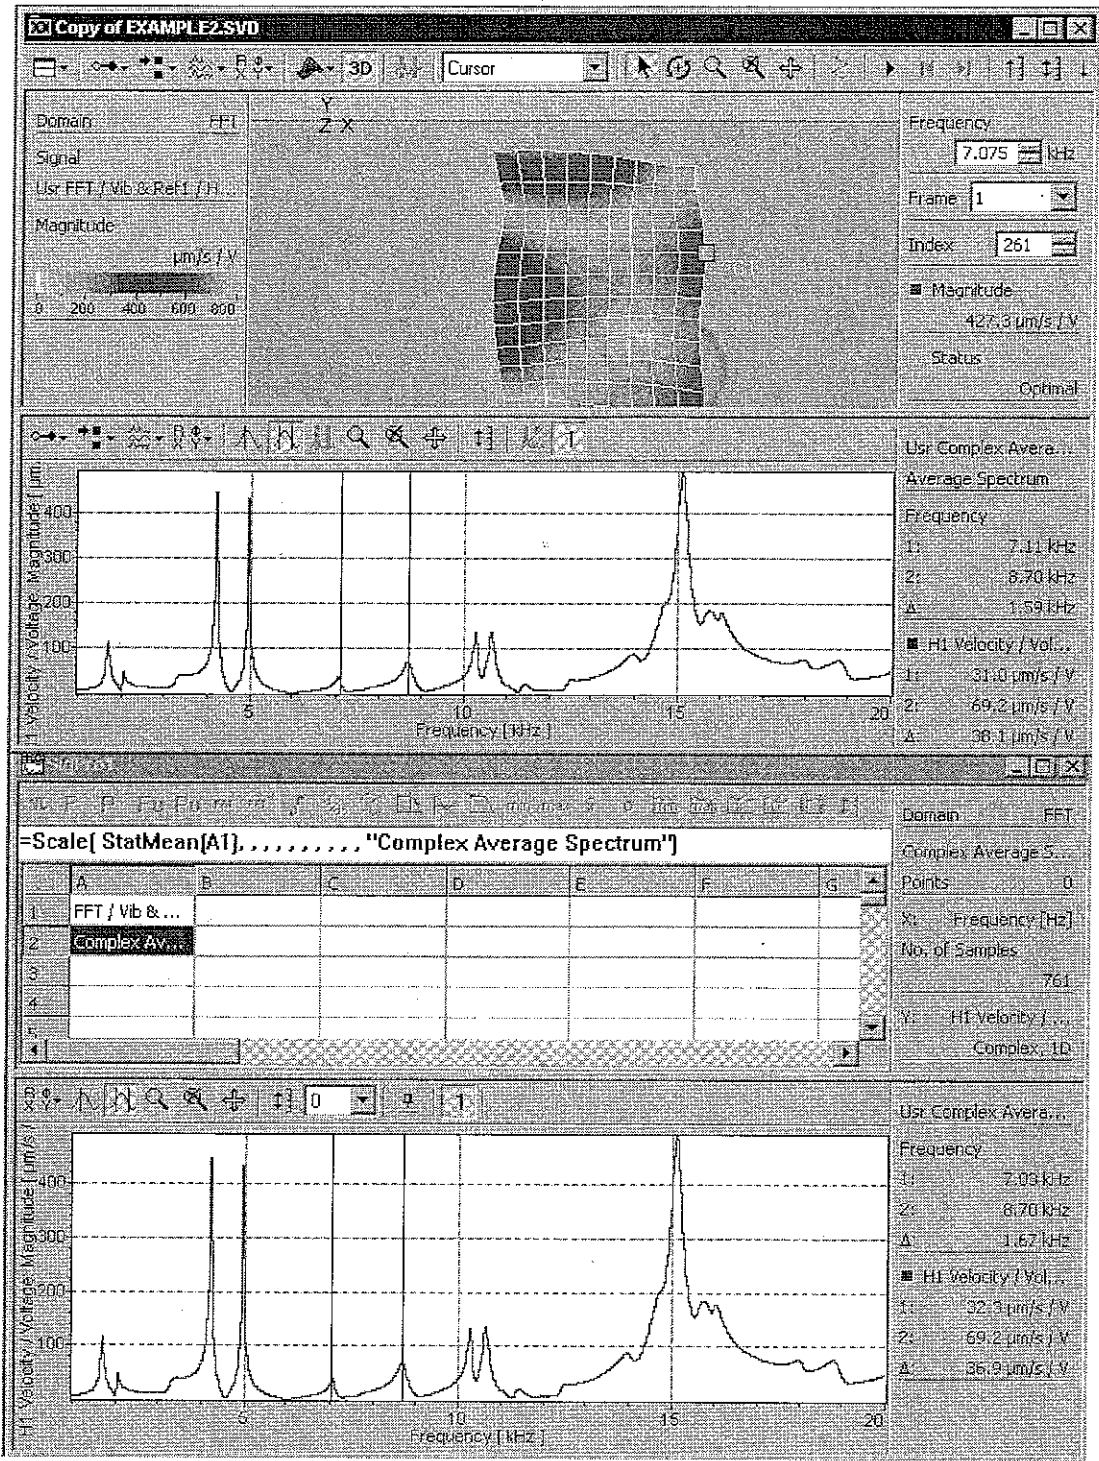 Copy of EXAMPLE2.SVD
3D
Cursor
Domain FFT
Signal
Usr FFT / Vib & Ref1 / H...
Magnitude
µm/s / V
0 200 400 600 800
Y
Z X
Frequency
7.075 kHz
Frame 1
Index 261
Magnitude
427.3 µm/s / V
Status
Optimal
1 Velocity / Voltage Magnitude [ µm
400
300
200
100
5 10 15 20
Frequency [ kHz ]
Usr Complex Avera...
Average Spectrum
Frequency
1: 7.11 kHz
2: 8.70 kHz
Δ 1.59 kHz
H1 Velocity / Vol...
1: 31.0 µm/s / V
2: 69.2 µm/s / V
Δ 38.1 µm/s / V
=Scale( StatMean(A1), , , , , , , , , , "Complex Average Spectrum")
A B C D E F G
1 FFT / Vib & ...
2 Complex Av...
3
4
5
Domain FFT
Complex Average S...
Points 0
X: Frequency [Hz]
No. of Samples
761
Y: H1 Velocity / ...
Complex, 1D
0
H1 Velocity / Voltage Magnitude [ µm/s /
400
300
200
100
5 10 15 20
Frequency [ kHz ]
Usr Complex Avera...
Frequency
1: 7.03 kHz
2: 8.70 kHz
Δ 1.67 kHz
H1 Velocity / Vol...
1: 32.3 µm/s / V
2: 69.2 µm/s / V
Δ 36.9 µm/s / V